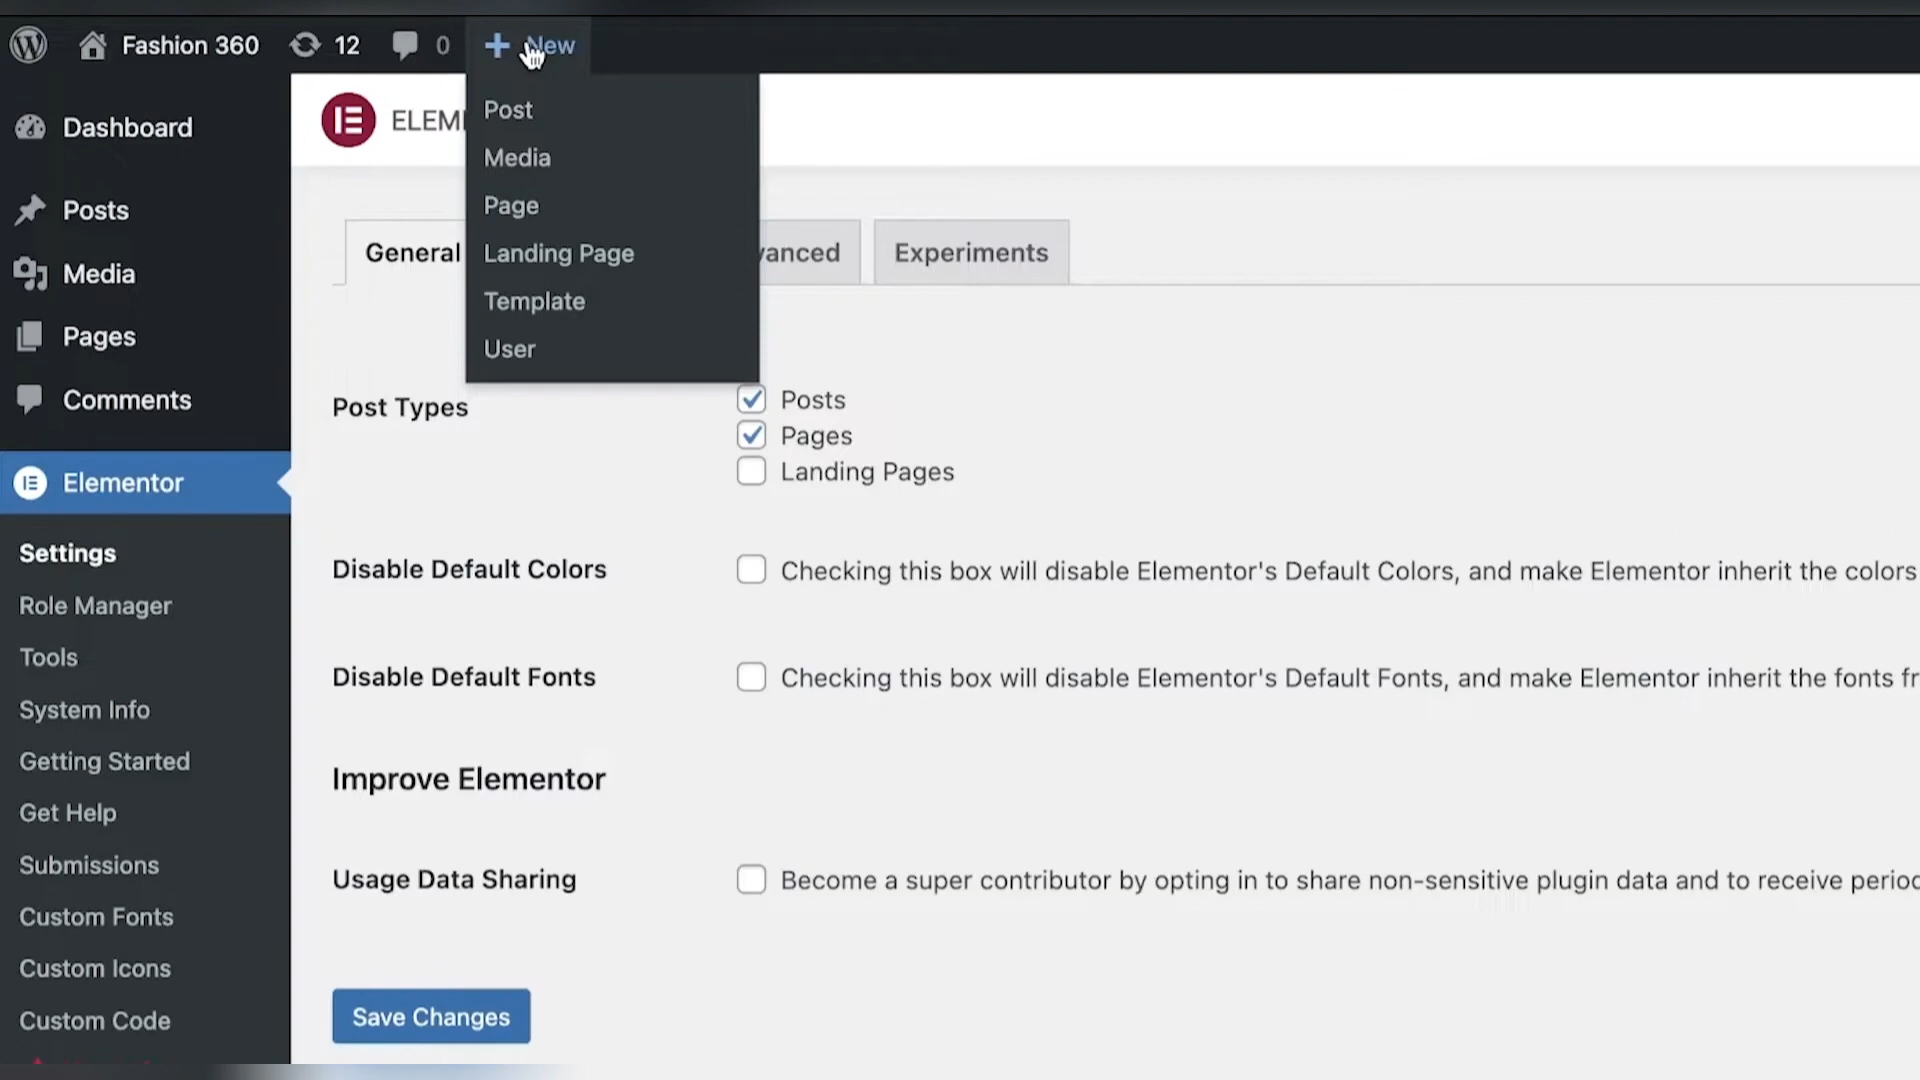 Fashion 360 12 0 + New
Dashboard
Posts
Media
Pages
Comments
Elementor
Settings
Role Manager
Tools
System Info
Getting Started
Get Help
Submissions
Custom Fonts
Custom Icons
Custom Code
Post
Media
Page
Landing Page
Template
User
ELEM
General vanced Experiments
Post Types
Posts
Pages
Landing Pages
Disable Default Colors
Checking this box will disable Elementor's Default Colors, and make Elementor inherit the colors
Disable Default Fonts
Checking this box will disable Elementor's Default Fonts, and make Elementor inherit the fonts fr
Improve Elementor
Usage Data Sharing
Become a super contributor by opting in to share non-sensitive plugin data and to receive period
Save Changes